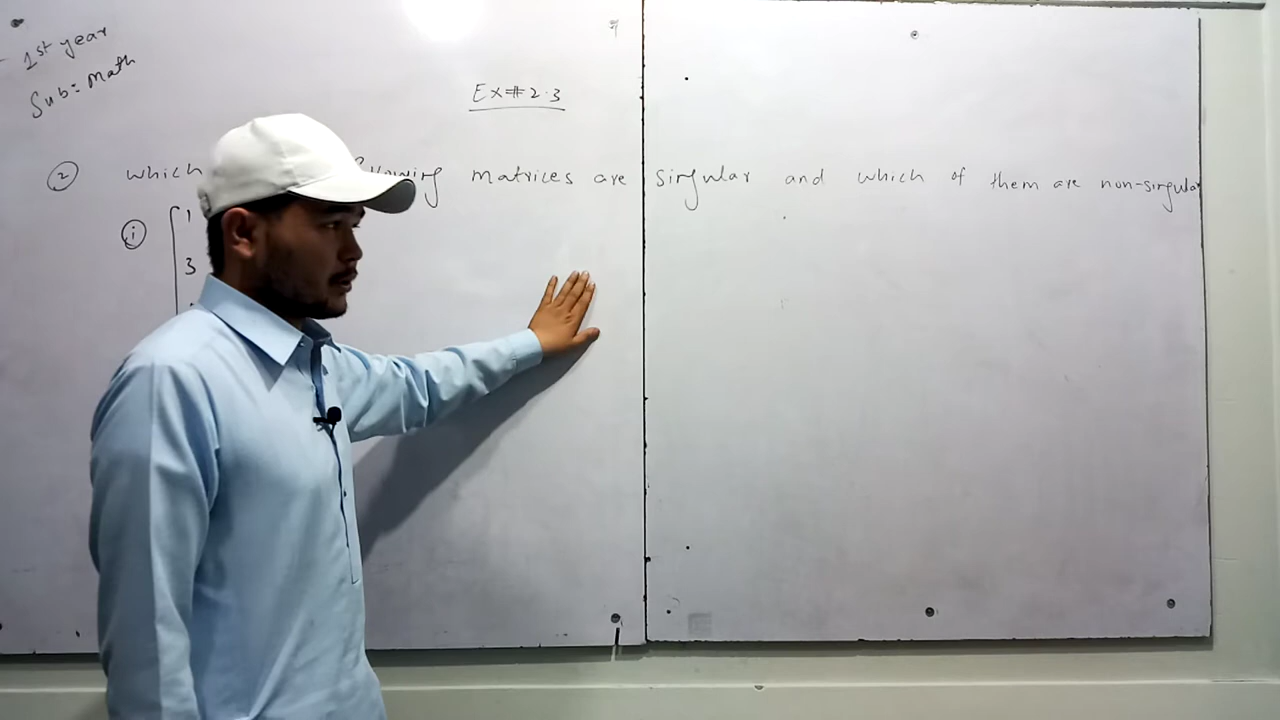 1st year
Sub: Math
Ex#2.3
② which matrices are singular and which of them are non-singular
ⓘ 1
3